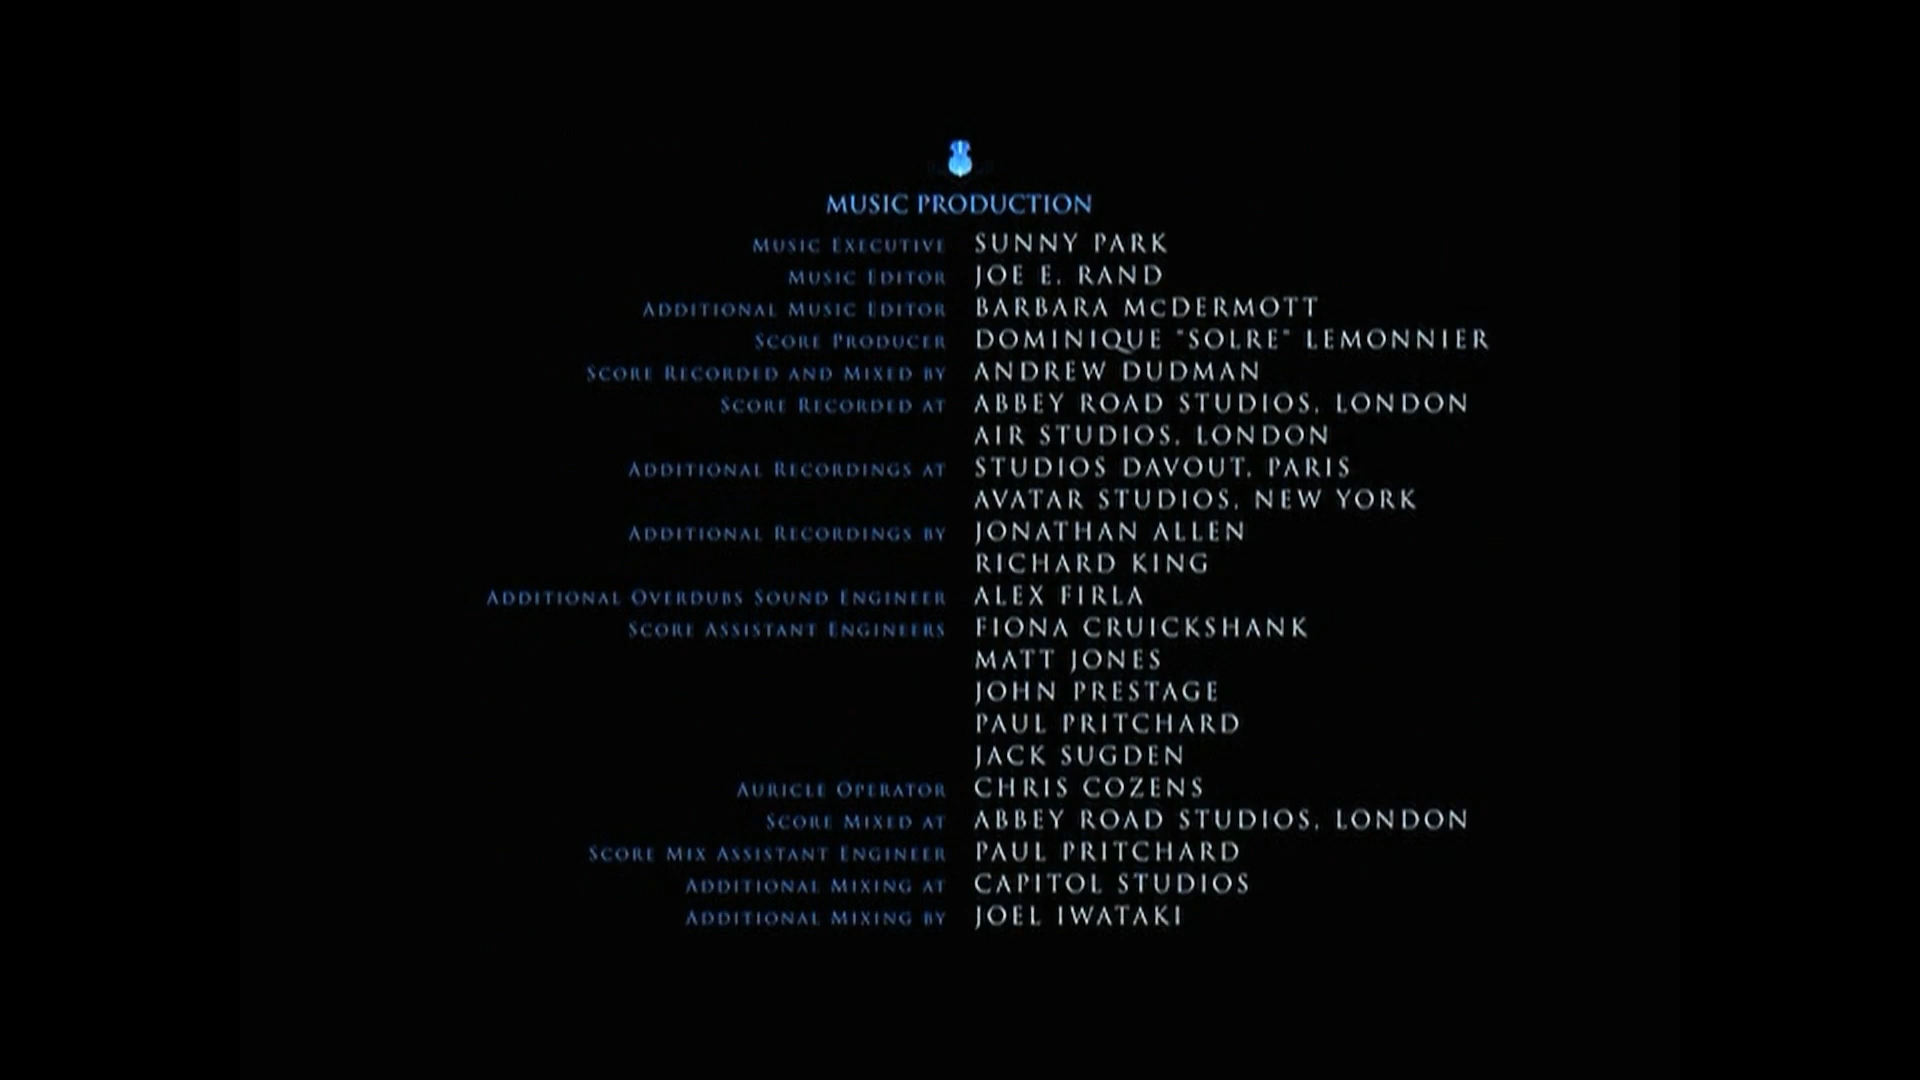 MUSIC PRODUCTION
MUSIC EXECUTIVE SUNNY PARK
MUSIC EDITOR JOE E. RAND
ADDITIONAL MUSIC EDITOR BARBARA McDERMOTT
SCORE PRODUCER DOMINIQUE "SOLRE" LEMONNIER
SCORE RECORDED AND MIXED BY ANDREW DUDMAN
SCORE RECORDED AT ABBEY ROAD STUDIOS, LONDON
AIR STUDIOS, LONDON
ADDITIONAL RECORDINGS AT STUDIOS DAVOUT, PARIS
AVATAR STUDIOS, NEW YORK
ADDITIONAL RECORDINGS BY JONATHAN ALLEN
RICHARD KING
ADDITIONAL OVERDUBS SOUND ENGINEER ALEX FIRLA
SCORE ASSISTANT ENGINEERS FIONA CRUICKSHANK
MATT JONES
JOHN PRESTAGE
PAUL PRITCHARD
JACK SUGDEN
AURICLE OPERATOR CHRIS COZENS
SCORE MIXED AT ABBEY ROAD STUDIOS, LONDON
SCORE MIX ASSISTANT ENGINEER PAUL PRITCHARD
ADDITIONAL MIXING AT CAPITOL STUDIOS
ADDITIONAL MIXING BY JOEL IWATAKI